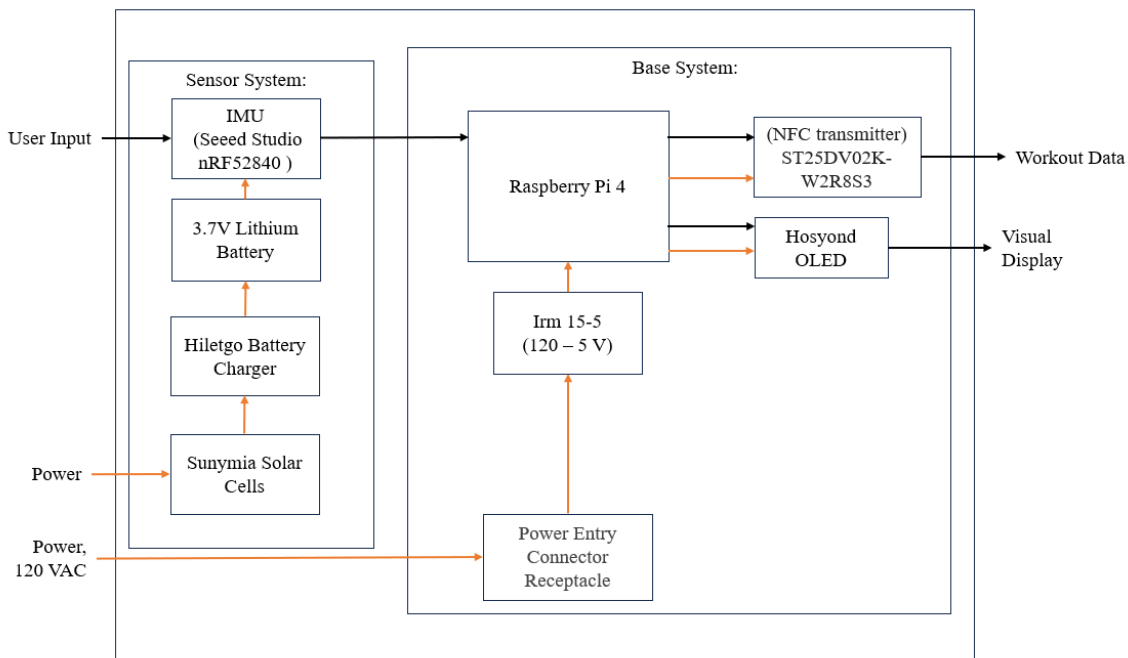 Sensor System:
Base System:
User Input
IMU
(Seeed Studio
nRF52840 )
Raspberry Pi 4
(NFC transmitter)
ST25DV02K-
W2R8S3
Workout Data
3.7V Lithium
Battery
Hosyond
OLED
Visual
Display
Irm 15-5
(120 – 5 V)
Hiletgo Battery
Charger
Power
Sunymia Solar
Cells
Power,
120 VAC
Power Entry
Connector
Receptacle